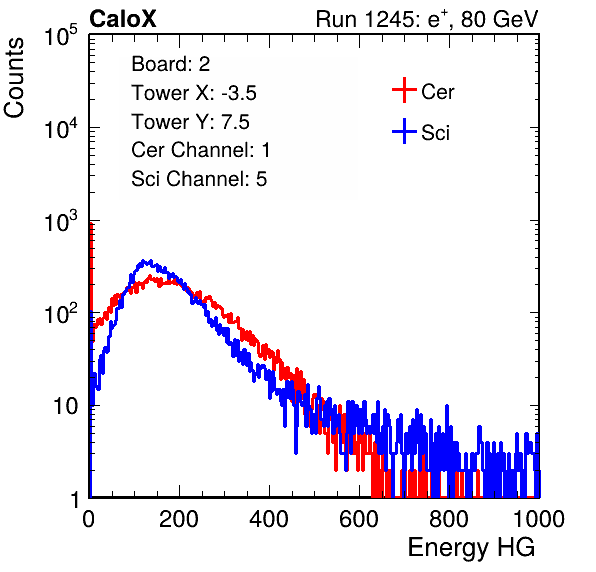 CaloX
Run 1245: e+, 80 GeV
Counts
10^5
10^4
10^3
10^2
10
1
Board: 2
Tower X: -3.5
Tower Y: 7.5
Cer Channel: 1
Sci Channel: 5
Cer
Sci
0 200 400 600 800 1000
Energy HG